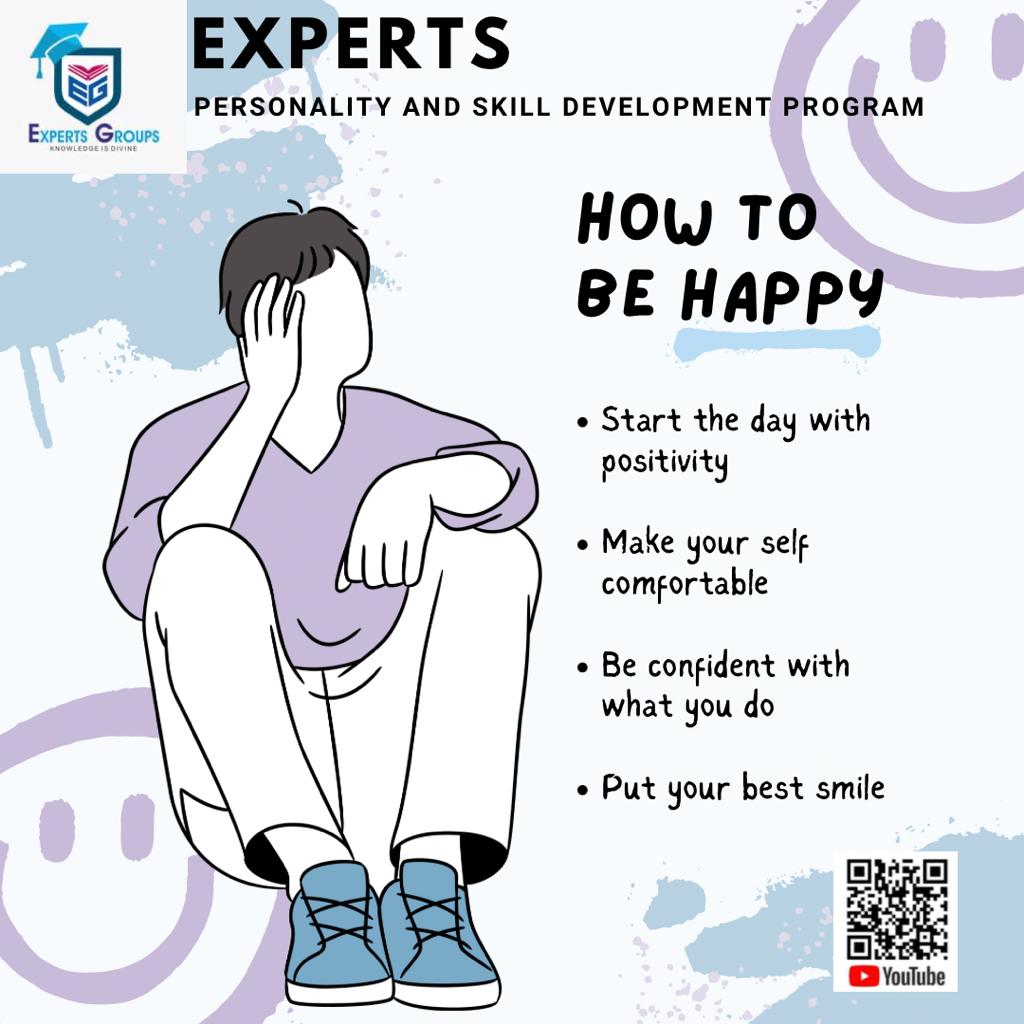 EXPERTS
PERSONALITY AND SKILL DEVELOPMENT PROGRAM
EG
EXPERTS GROUPS
KNOWLEDGE IS DIVINE
HOW TO
BE HAPPY
• Start the day with
positivity
• Make your self
comfortable
• Be confident with
what you do
• Put your best smile
YouTube